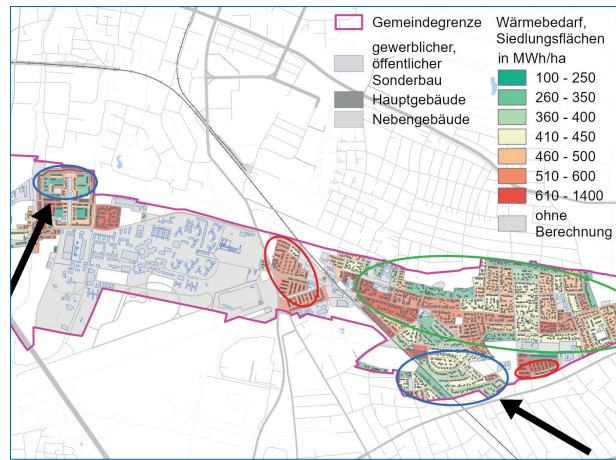 Gemeindegrenze
gewerblicher,
öffentlicher
Sonderbau
Hauptgebäude
Nebengebäude
Wärmebedarf,
Siedlungsflächen
in MWh/ha
100 - 250
260 - 350
360 - 400
410 - 450
460 - 500
510 - 600
610 - 1400
ohne
Berechnung